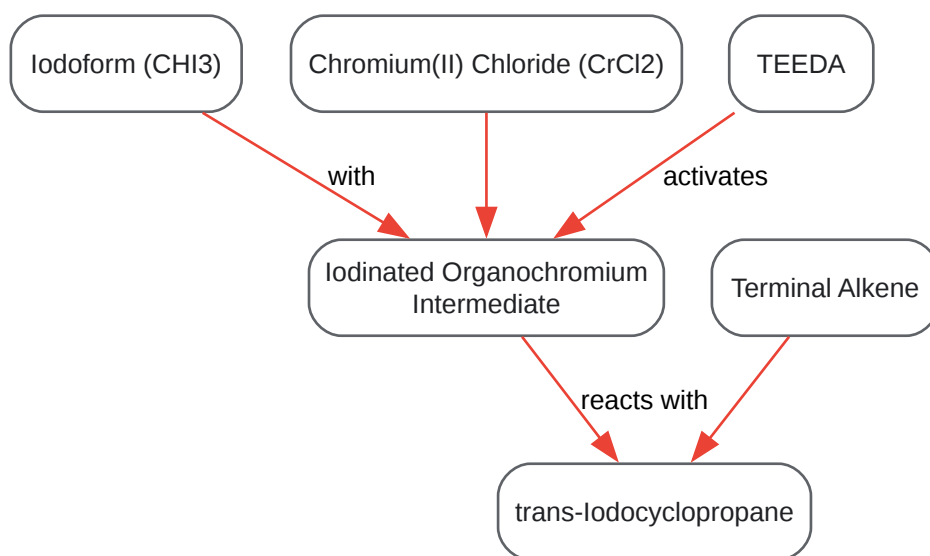 Iodoform (CHI3)
Chromium(II) Chloride (CrCl2)
TEEDA
with
activates
Iodinated Organochromium
Intermediate
Terminal Alkene
reacts with
trans-Iodocyclopropane